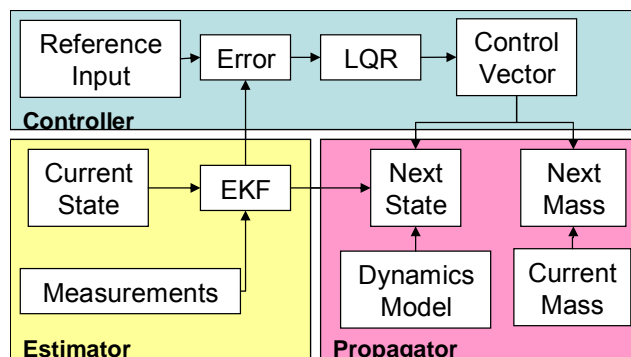 Reference
Input
Error
LQR
Control
Vector
Controller
Current
State
EKF
Measurements
Estimator
Next
State
Next
Mass
Dynamics
Model
Current
Mass
Propagator